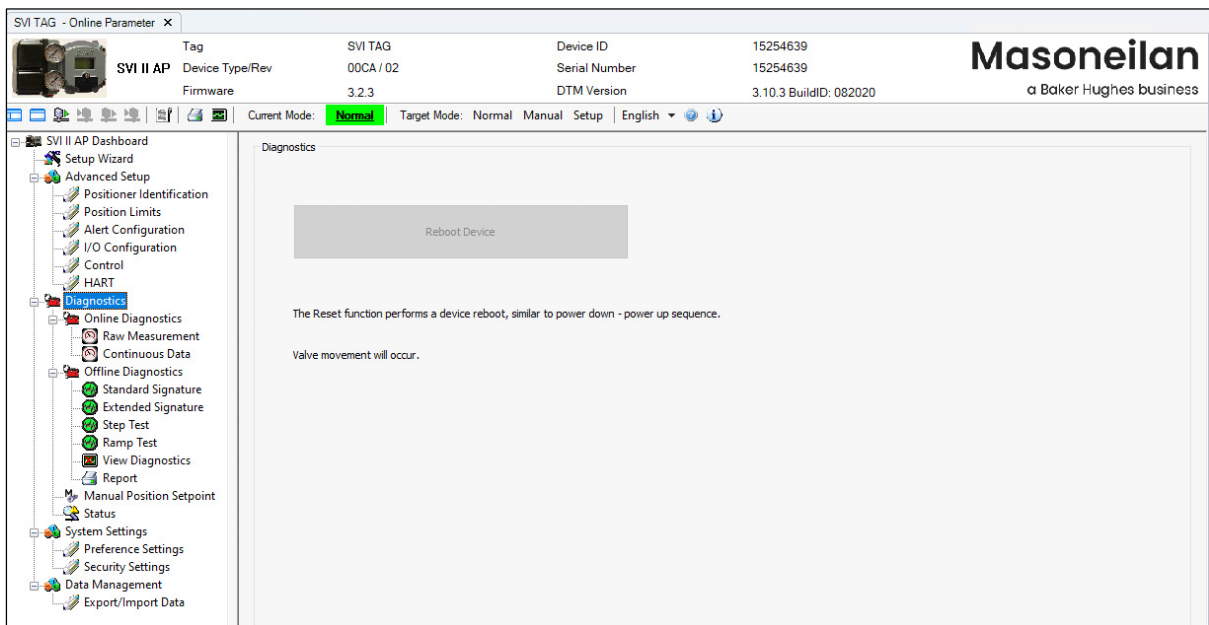 SVI TAG - Online Parameter X
SVI II AP
Tag SVI TAG Device ID 15254639
Device Type/Rev 00CA / 02 Serial Number 15254639
Firmware 3.2.3 DTM Version 3.10.3 BuildID: 082020
Masoneilan
a Baker Hughes business
Current Mode: Normal Target Mode: Normal Manual Setup English
SVI II AP Dashboard
Setup Wizard
Advanced Setup
Positioner Identification
Position Limits
Alert Configuration
I/O Configuration
Control
HART
Diagnostics
Online Diagnostics
Raw Measurement
Continuous Data
Offline Diagnostics
Standard Signature
Extended Signature
Step Test
Ramp Test
View Diagnostics
Report
Manual Position Setpoint
Status
System Settings
Preference Settings
Security Settings
Data Management
Export/Import Data
Diagnostics
Reboot Device
The Reset function performs a device reboot, similar to power down - power up sequence.
Valve movement will occur.